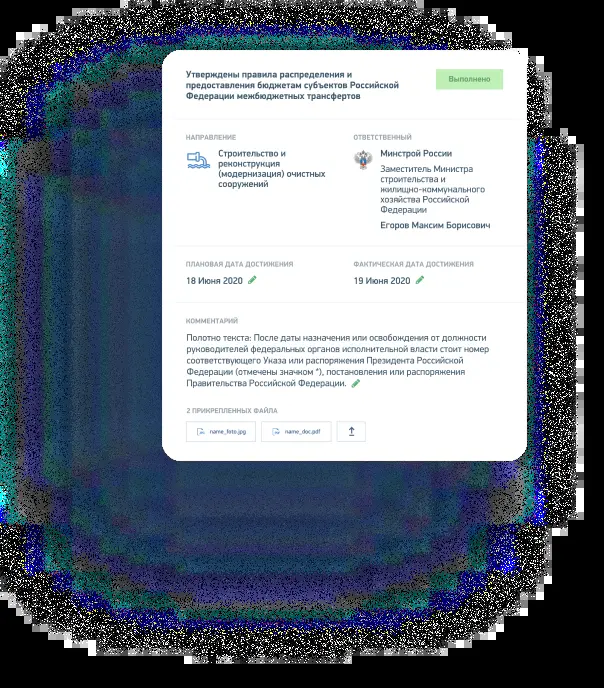 Утверждены правила распределения и
предоставления бюджетам субъектов Российской
Федерации межбюджетных трансфертов
Выполнено
НАПРАВЛЕНИЕ
Строительство и
реконструкция
(модернизация) очистных
сооружений
ОТВЕТСТВЕННЫЙ
Минстрой России
Заместитель Министра
строительства и
жилищно-коммунального
хозяйства Российской
Федерации
Егоров Максим Борисович
ПЛАНОВАЯ ДАТА ДОСТИЖЕНИЯ
18 Июня 2020
ФАКТИЧЕСКАЯ ДАТА ДОСТИЖЕНИЯ
19 Июня 2020
КОММЕНТАРИЙ
Полотно текста: После даты назначения или освобождения от должности
руководителей федеральных органов исполнительной власти стоит номер
соответствующего Указа или распоряжения Президента Российской
Федерации (отмечены значком *), постановления или распоряжения
Правительства Российской Федерации.
2 ПРИКРЕПЛЕННЫХ ФАЙЛА
name_foto.jpg
name_doc.pdf